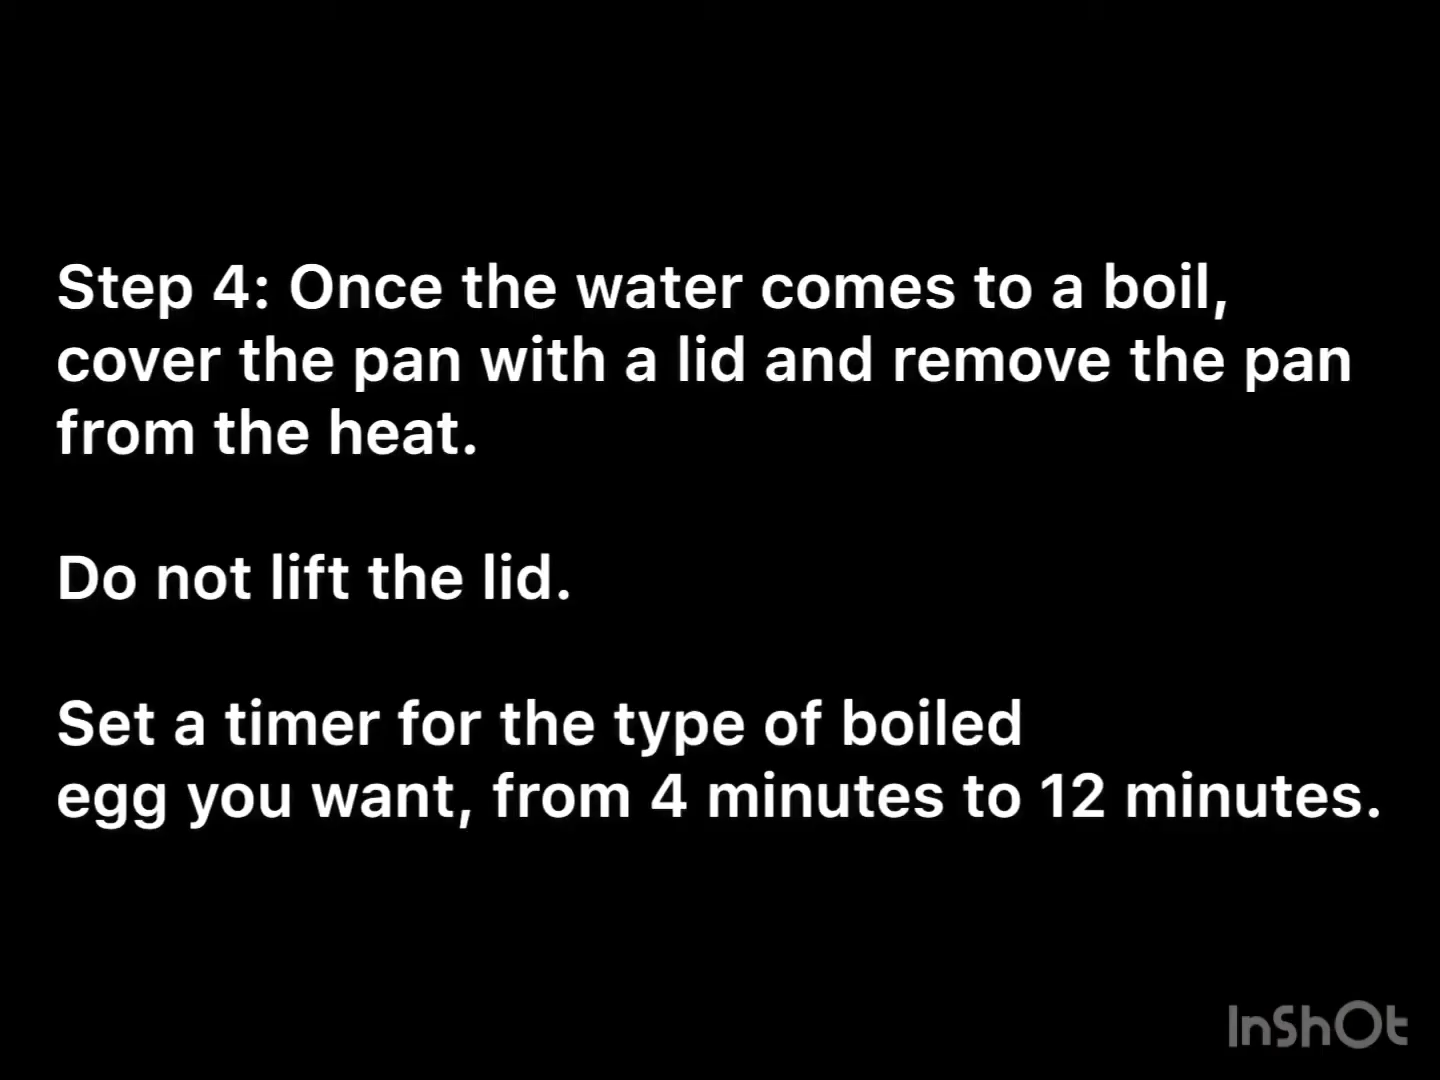 Step 4: Once the water comes to a boil,
cover the pan with a lid and remove the pan
from the heat.
Do not lift the lid.
Set a timer for the type of boiled
egg you want, from 4 minutes to 12 minutes.
InShOt